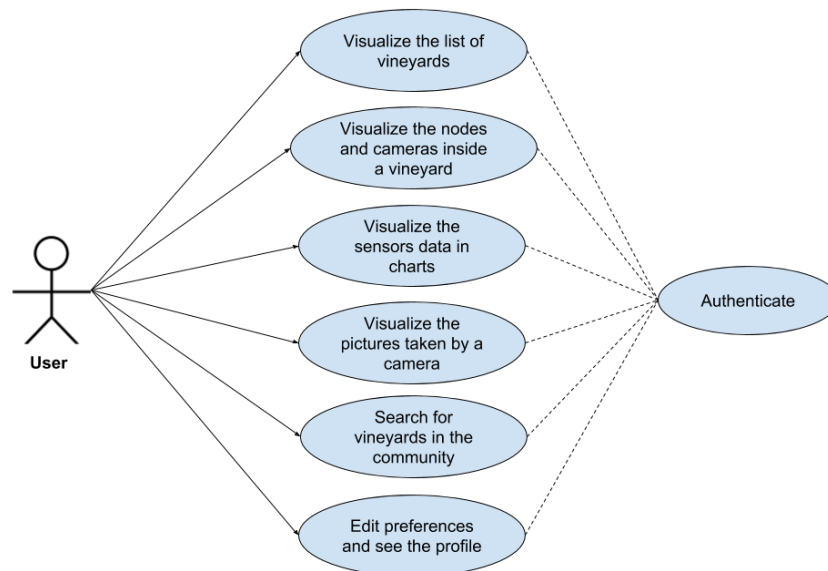 Visualize the list of
vineyards
Visualize the nodes
and cameras inside
a vineyard
Visualize the
sensors data in
charts
Authenticate
Visualize the
pictures taken by a
camera
User
Search for
vineyards in the
community
Edit preferences
and see the profile